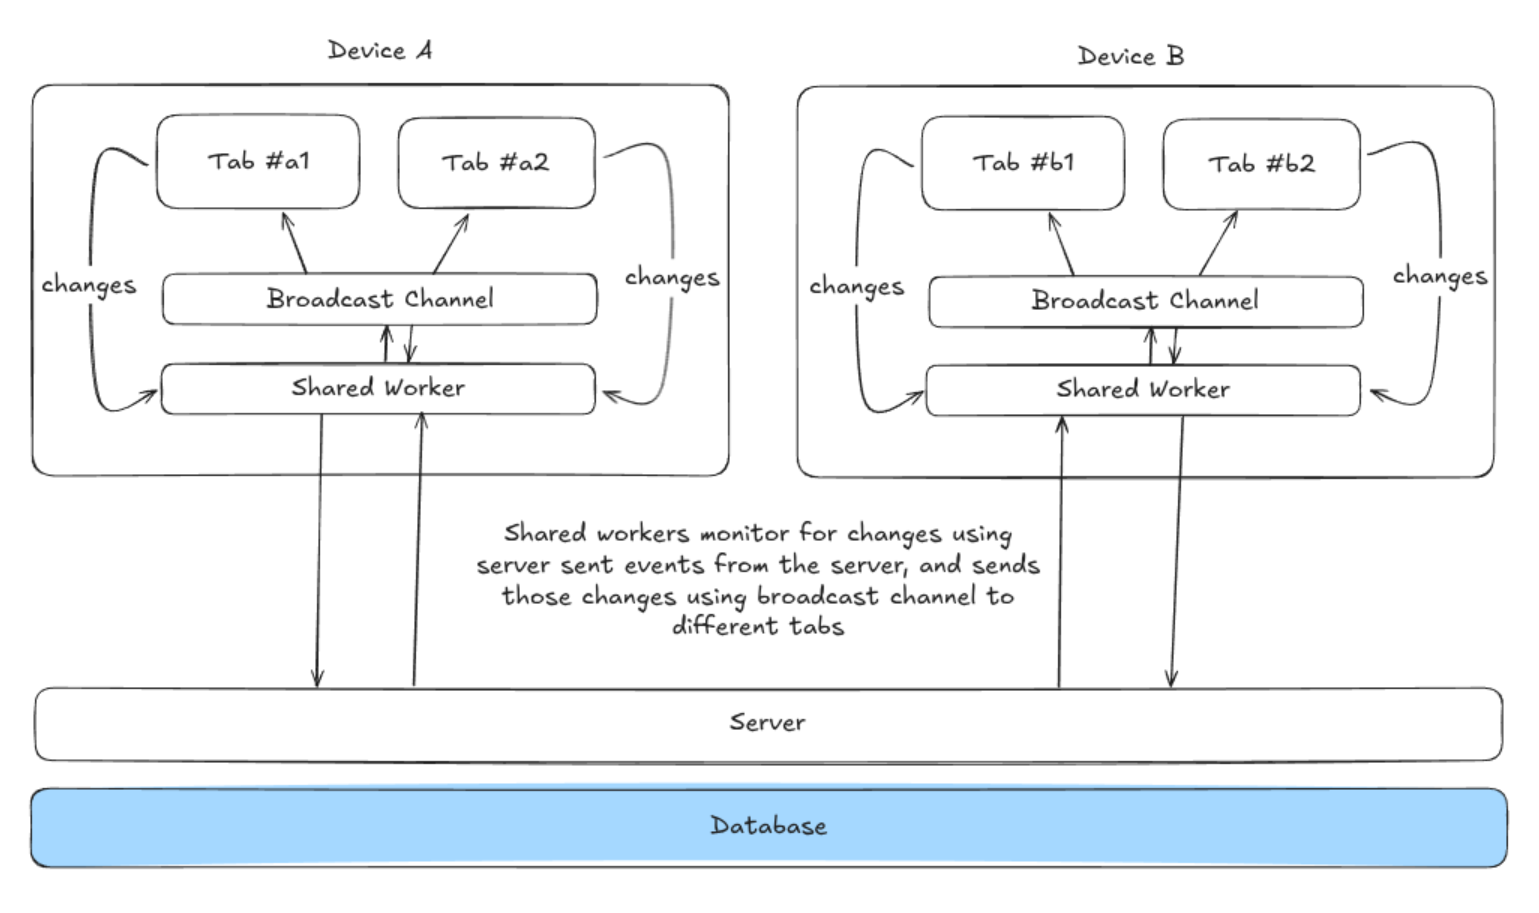 Device A
Tab #a1
Tab #a2
changes
changes
Broadcast Channel
Shared Worker
Device B
Tab #b1
Tab #b2
changes
changes
Broadcast Channel
Shared Worker
Shared workers monitor for changes using
server sent events from the server, and sends
those changes using broadcast channel to
different tabs
Server
Database